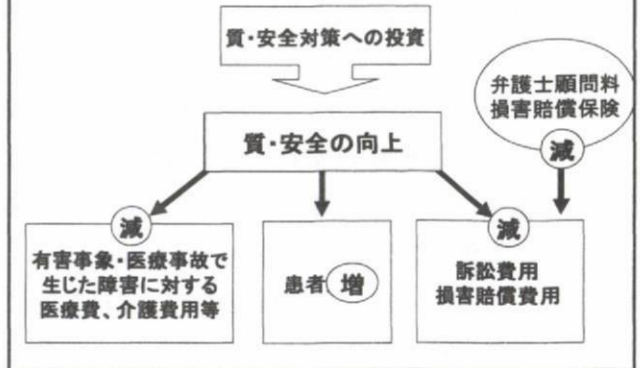 質・安全対策への投資
弁護士顧問料
損害賠償保険
減
質・安全の向上
減
有害事象・医療事故で
生じた障害に対する
医療費、介護費用等
患者 増
減
訴訟費用
損害賠償費用